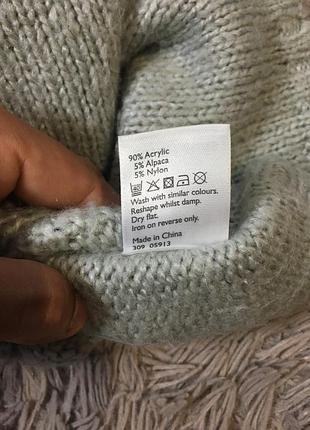 90% Acrylic
5% Alpaca
5% Nylon
Wash with similar colours.
Reshape whilst damp.
Dry flat.
Iron on reverse only.
Made in China
309 05913